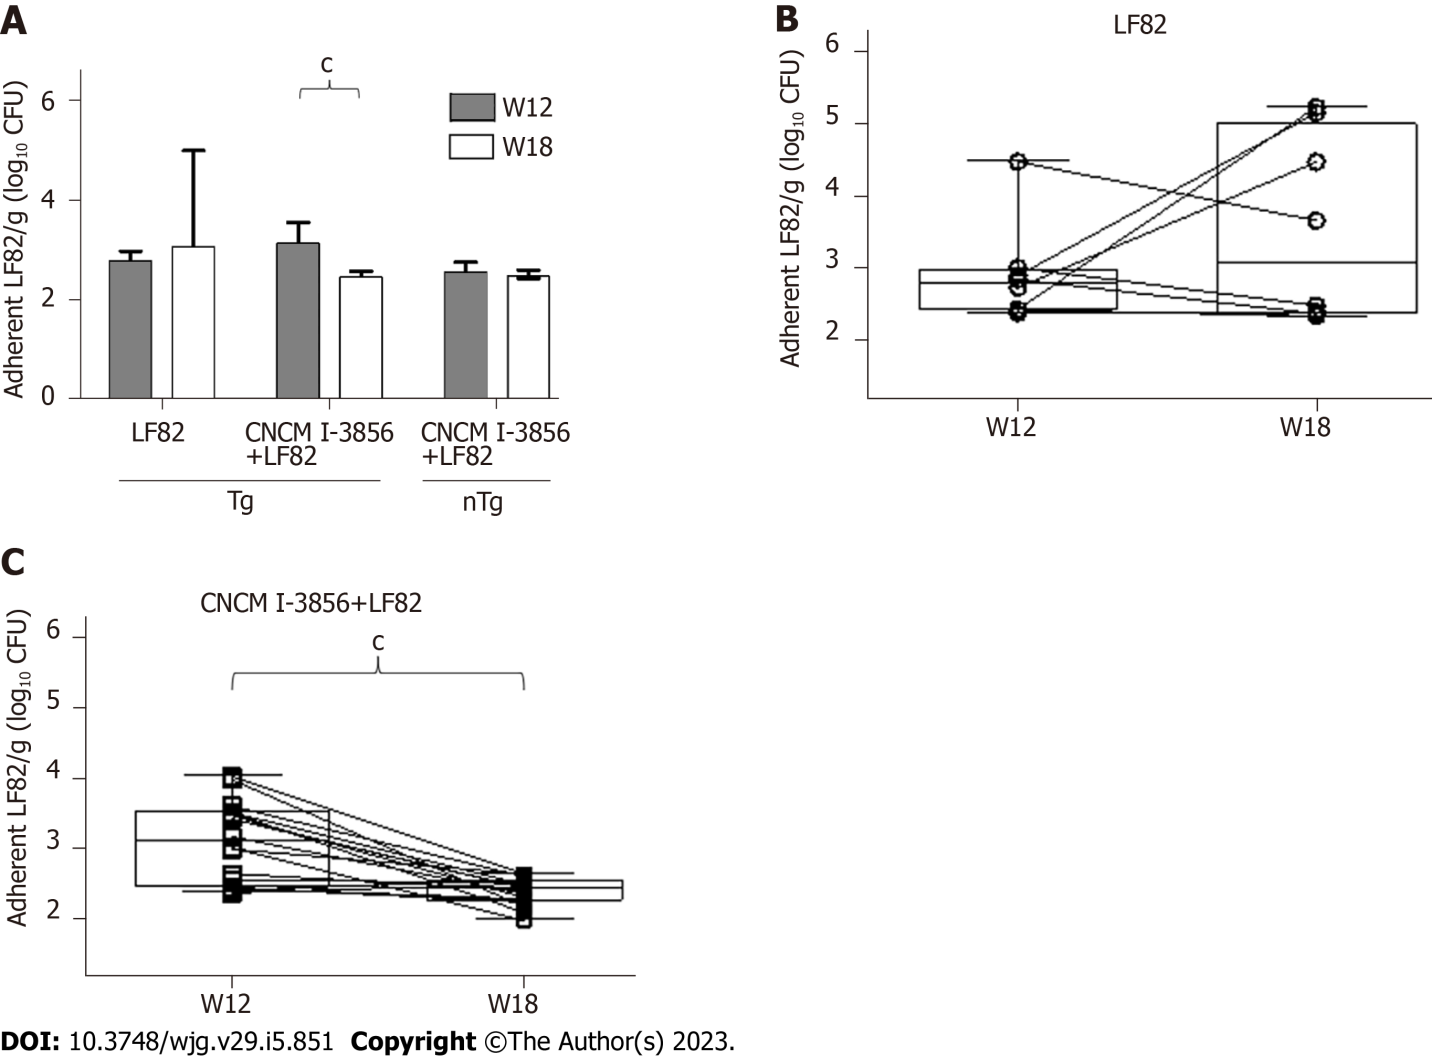 A
Adherent LF82/g (log10 CFU)
6
4
2
0
c
W12
W18
LF82
CNCM I-3856
+LF82
CNCM I-3856
+LF82
Tg
nTg
B
LF82
Adherent LF82/g (log10 CFU)
6
5
4
3
2
W12
W18
C
CNCM I-3856+LF82
c
Adherent LF82/g (log10 CFU)
6
5
4
3
2
W12
W18
DOI: 10.3748/wjg.v29.i5.851 Copyright ©The Author(s) 2023.